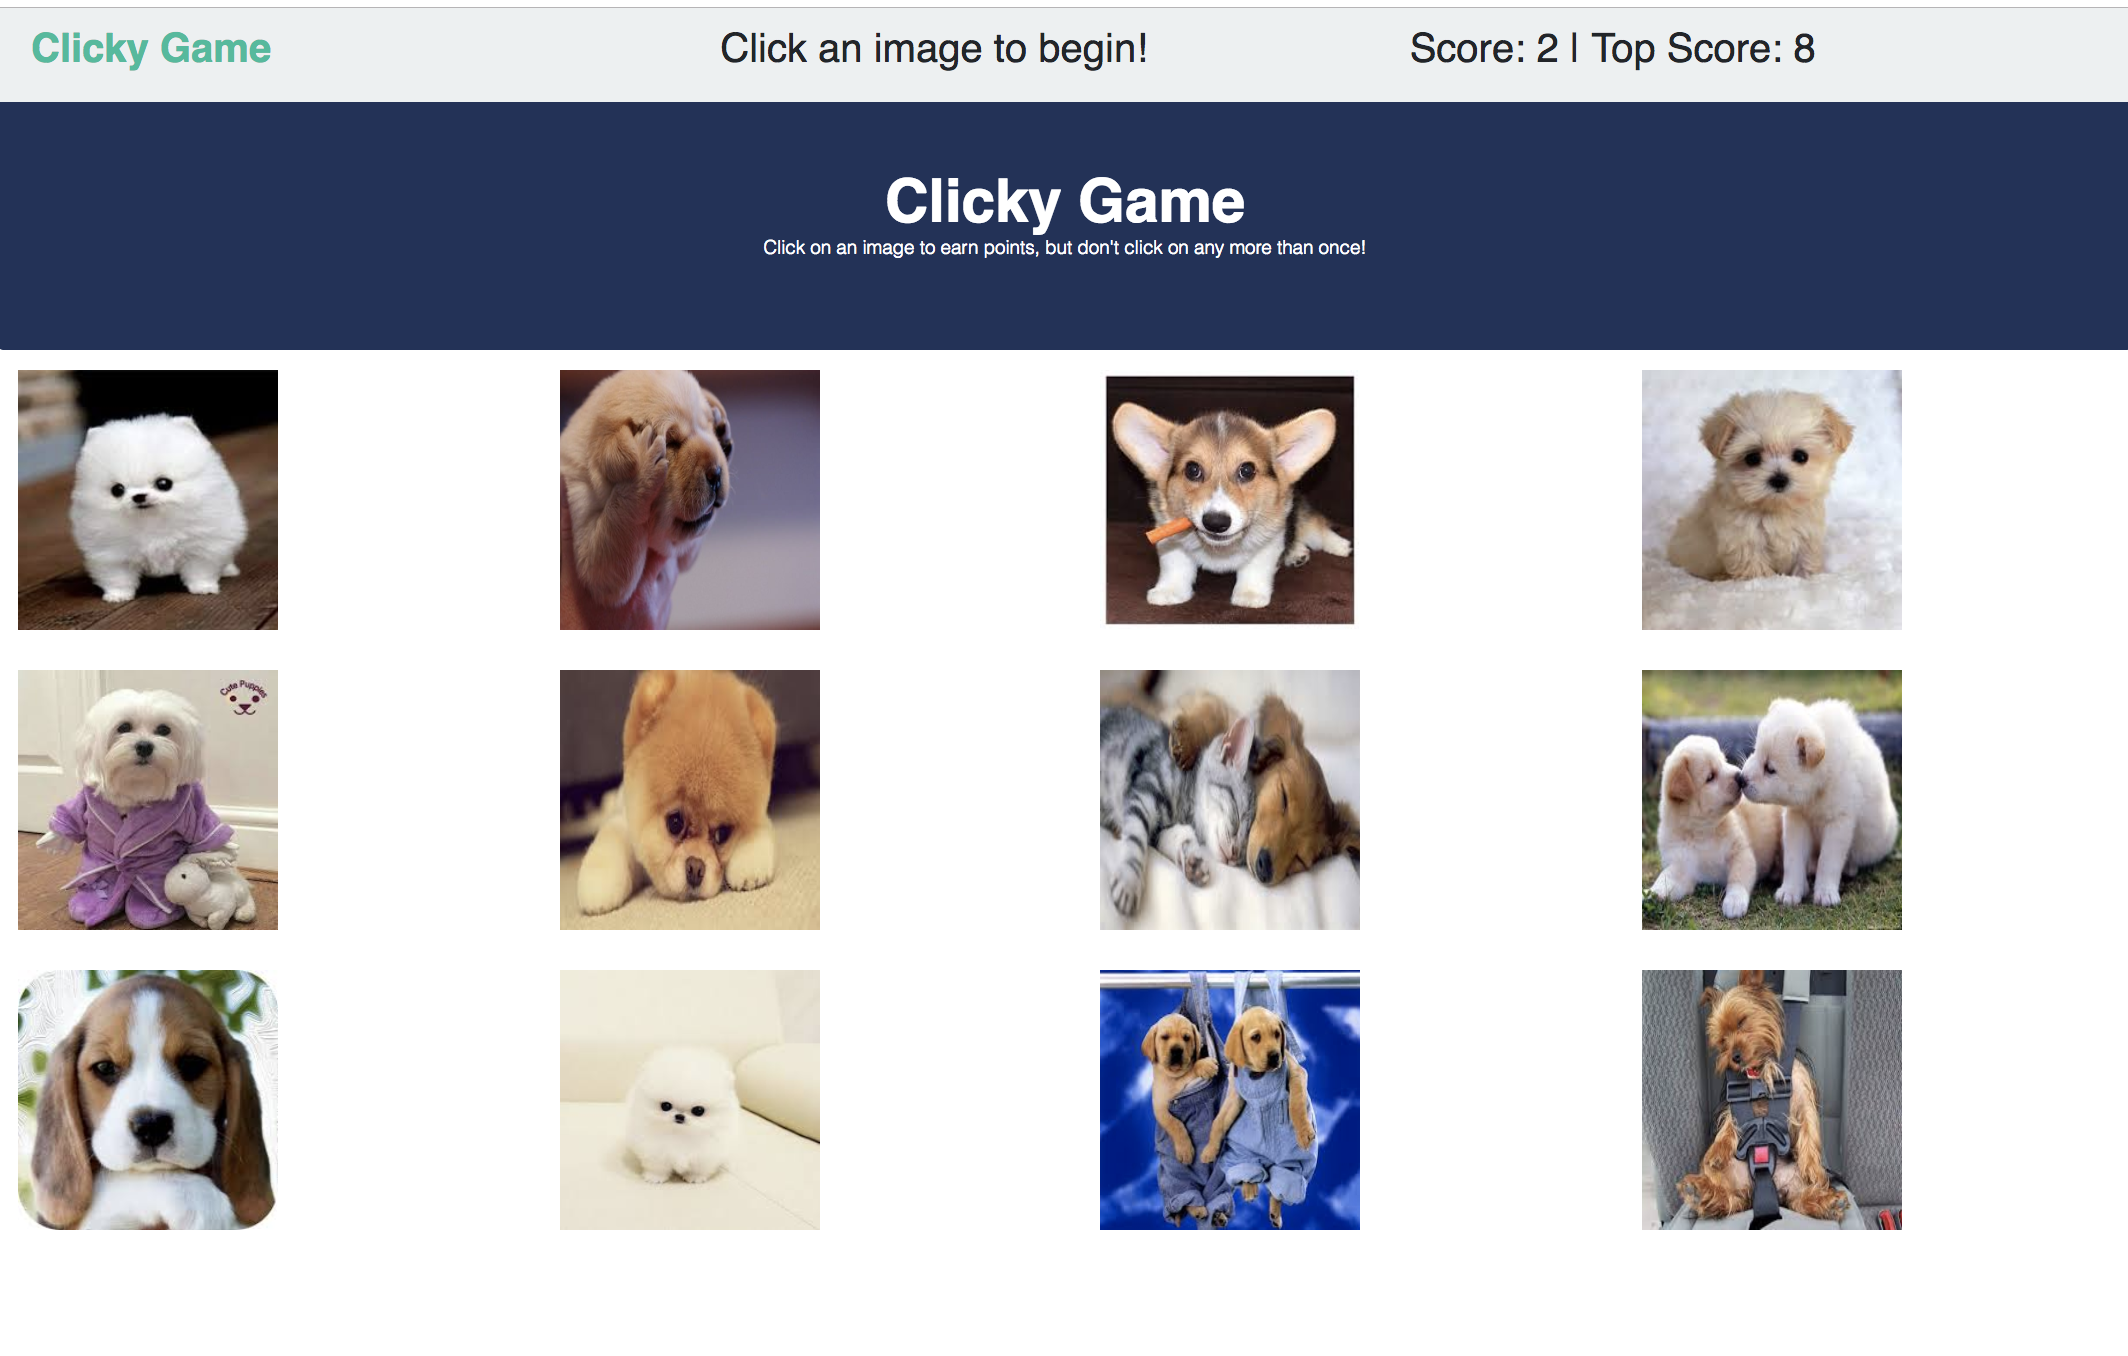 Clicky Game
Click an image to begin!
Score: 2 | Top Score: 8
Clicky Game
Click on an image to earn points, but don't click on any more than once!
Cute Puppies